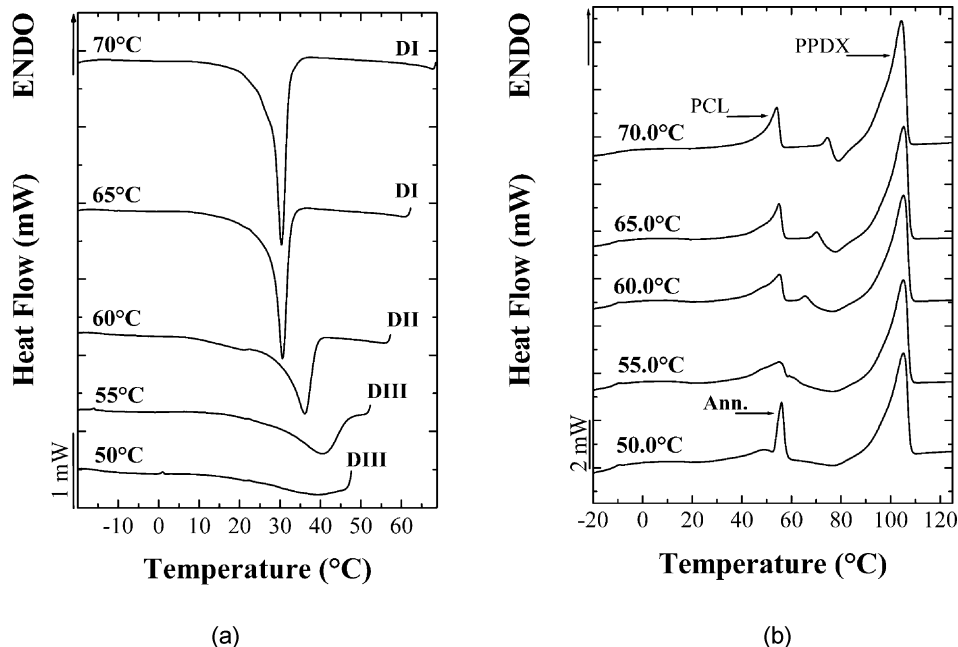 ENDO
Heat Flow (mW)
1 mW
70°C
DI
65°C
DI
60°C
DII
55°C
DIII
50°C
DIII
-10 0 10 20 30 40 50 60
Temperature (°C)
(a)
ENDO
Heat Flow (mW)
2 mW
PPDX
PCL
70.0°C
65.0°C
60.0°C
55.0°C
Ann.
50.0°C
-20 0 20 40 60 80 100 120
Temperature (°C)
(b)